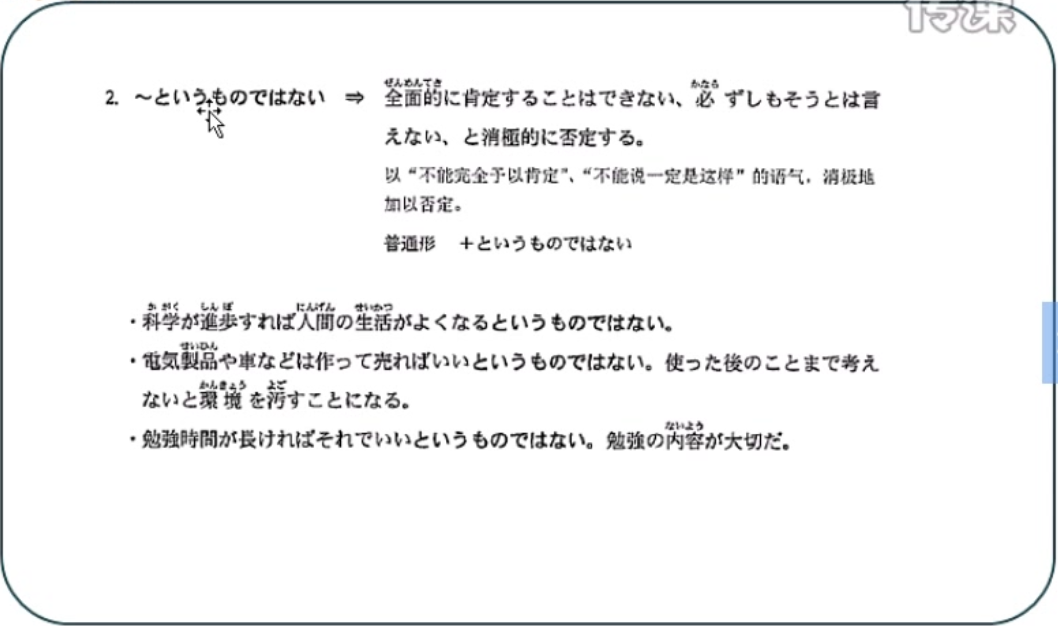 传课
2. ～というものではない ⇒ 全面的に肯定することはできない、必ずしもそうとは言
えない、と消極的に否定する。
以“不能完全予以肯定”、“不能说一定是这样”的语气，消极地
加以否定。
普通形 ＋というものではない
・科学が進歩すれば人間の生活がよくなるというものではない。
・電気製品や車などは作って売ればいいというものではない。使った後のことまで考え
ないと環境を汚すことになる。
・勉強時間が長ければそれでいいというものではない。勉強の内容が大切だ。